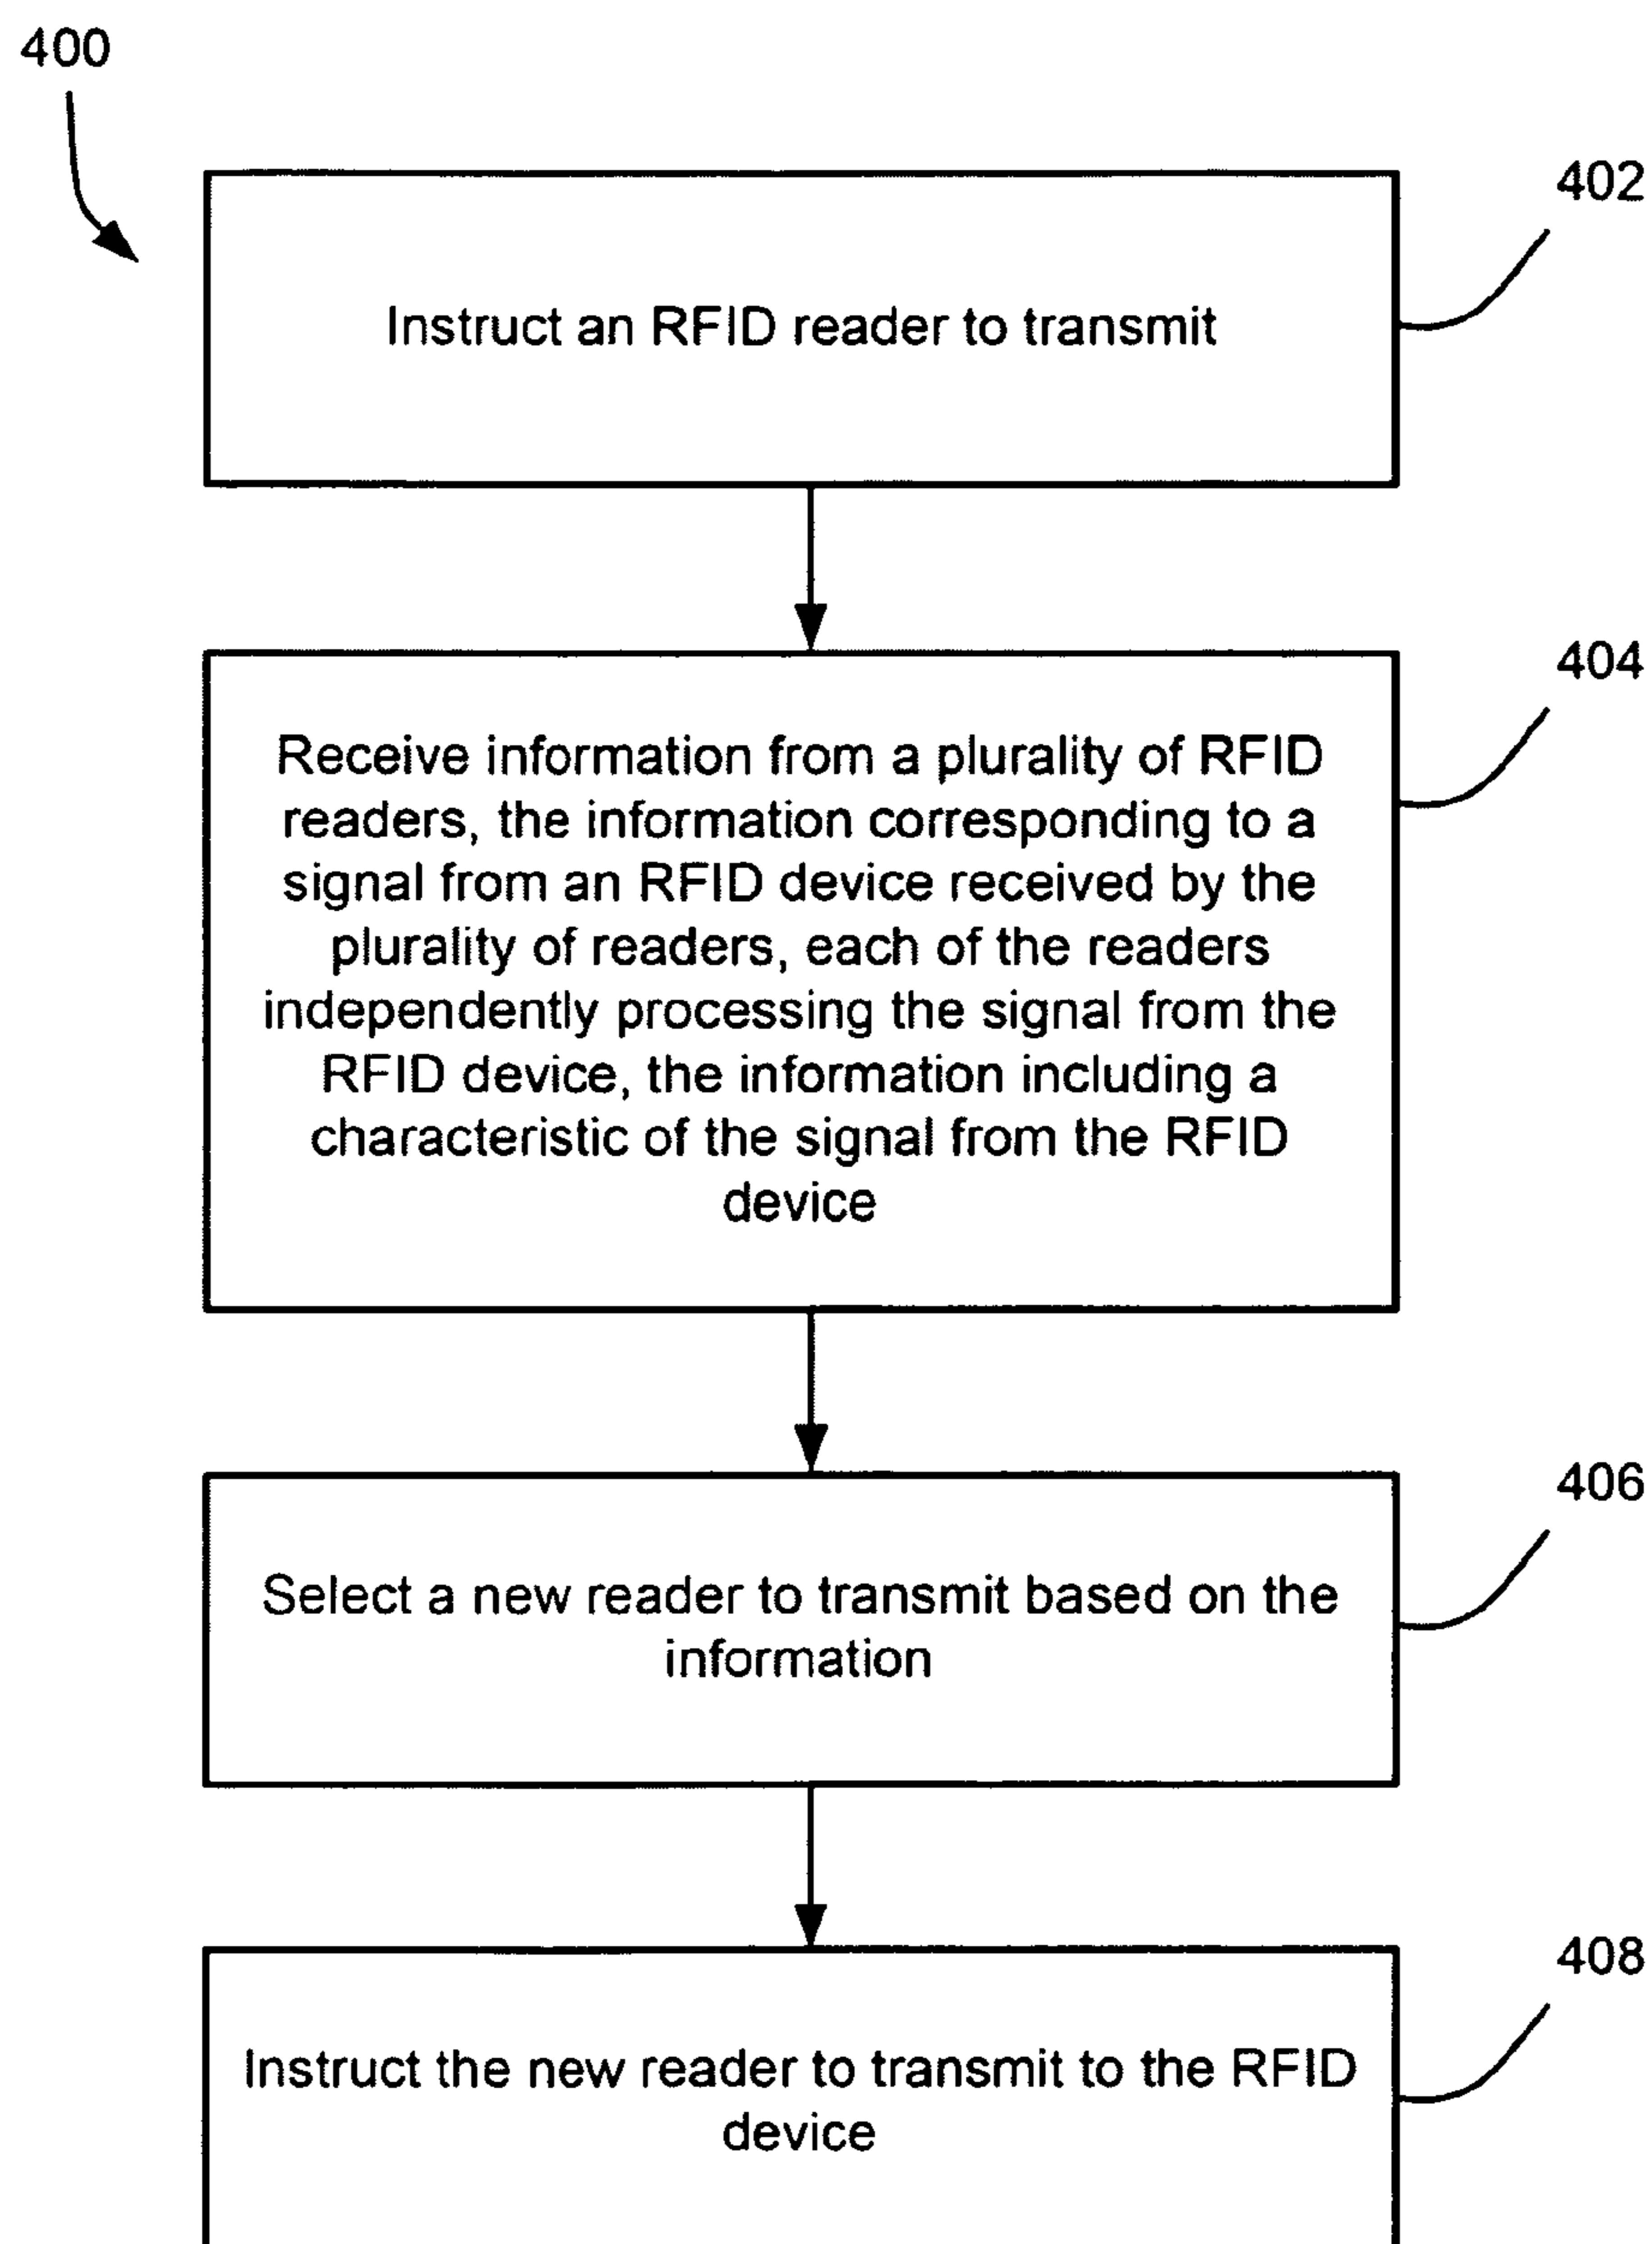 400
402
Instruct an RFID reader to transmit
404
Receive information from a plurality of RFID
readers, the information corresponding to a
signal from an RFID device received by the
plurality of readers, each of the readers
independently processing the signal from the
RFID device, the information including a
characteristic of the signal from the RFID
device
406
Select a new reader to transmit based on the
information
408
Instruct the new reader to transmit to the RFID
device